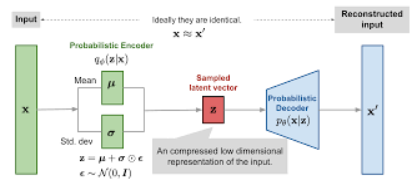 Input
Ideally they are identical.
x ≈ x′
Reconstructed
input
Probabilistic Encoder
qϕ(z|x)
Mean
μ
Sampled
latent vector
x
z
Probabilistic
Decoder
pθ(x|z)
x′
Std. dev
σ
z = μ + σ ⊙ ϵ
ϵ ∼ N(0, I)
An compressed low dimensional
representation of the input.